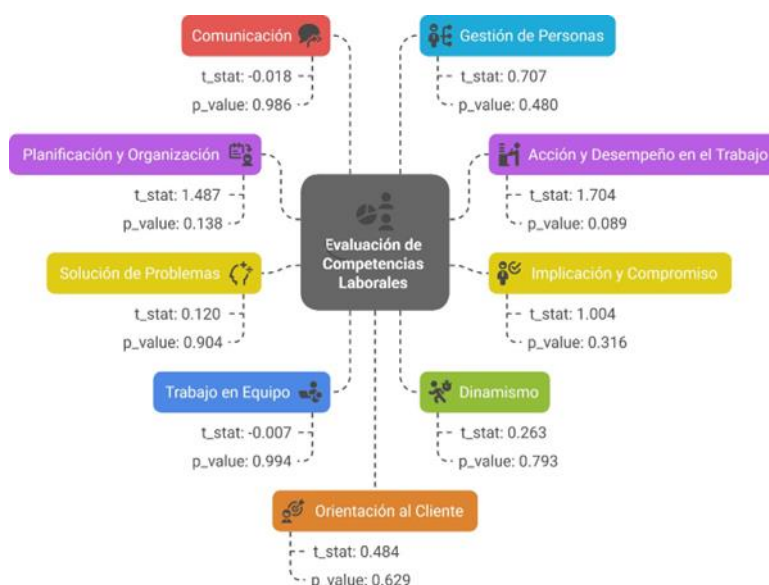 Comunicación
t_stat: -0.018
p_value: 0.986
Gestión de Personas
t_stat: 0.707
p_value: 0.480
Planificación y Organización
t_stat: 1.487
p_value: 0.138
Acción y Desempeño en el Trabajo
t_stat: 1.704
p_value: 0.089
Evaluación de
Competencias
Laborales
Solución de Problemas
t_stat: 0.120
p_value: 0.904
Implicación y Compromiso
t_stat: 1.004
p_value: 0.316
Trabajo en Equipo
t_stat: -0.007
p_value: 0.994
Dinamismo
t_stat: 0.263
p_value: 0.793
Orientación al Cliente
t_stat: 0.484
p_value: 0.629